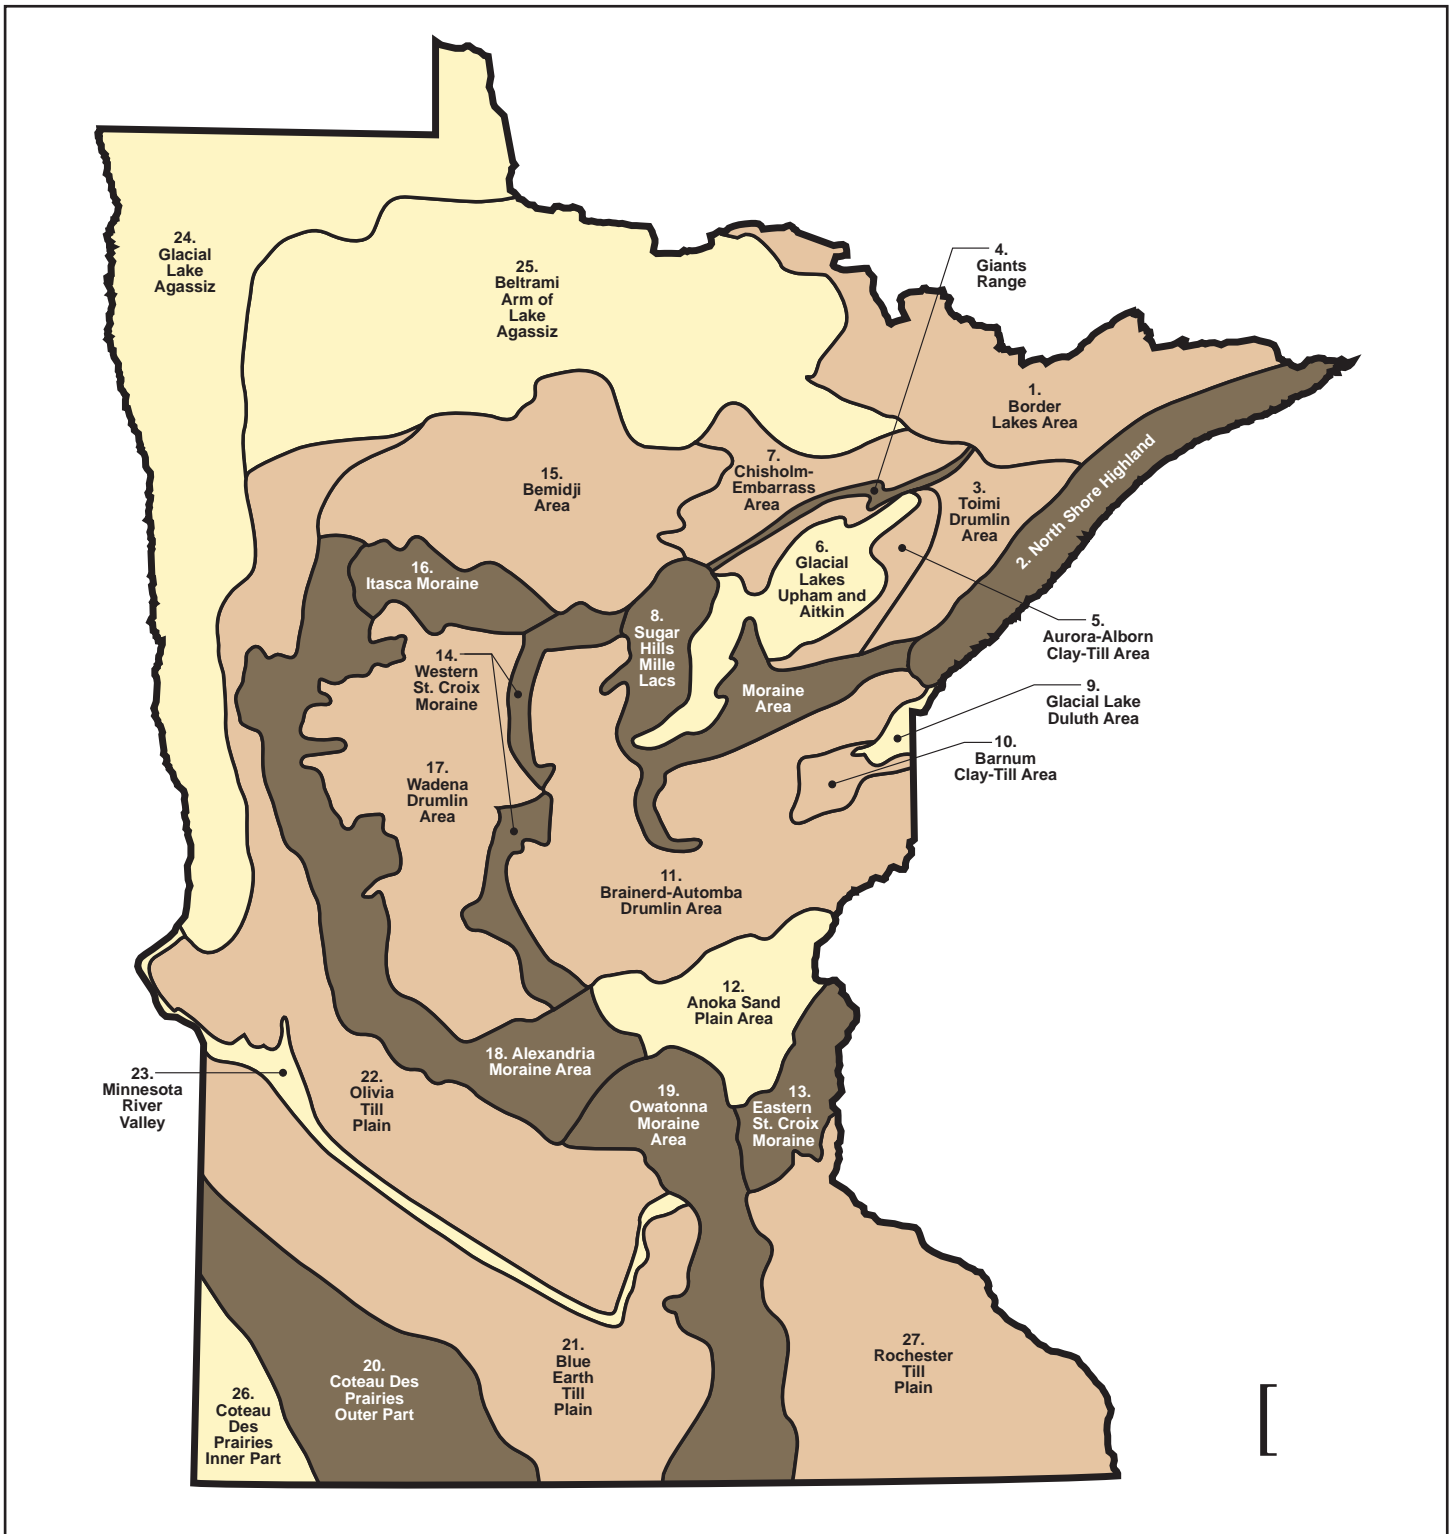 24.
Glacial
Lake
Agassiz
25.
Beltrami
Arm of
Lake
Agassiz
4.
Giants
Range
1.
Border
Lakes Area
2. North Shore Highland
7.
Chisholm-
Embarrass
Area
15.
Bemidji
Area
3.
Toimi
Drumlin
Area
6.
Glacial
Lakes
Upham and
Aitkin
16.
Itasca Moraine
8.
Sugar
Hills
Mille
Lacs
Moraine
Area
5.
Aurora-Alborn
Clay-Till Area
14.
Western
St. Croix
Moraine
9.
Glacial Lake
Duluth Area
10.
Barnum
Clay-Till Area
17.
Wadena
Drumlin
Area
11.
Brainerd-Automba
Drumlin Area
12.
Anoka Sand
Plain Area
18. Alexandria
Moraine Area
23.
Minnesota
River
Valley
22.
Olivia
Till
Plain
19.
Owatonna
Moraine
Area
13.
Eastern
St. Croix
Moraine
21.
Blue
Earth
Till
Plain
27.
Rochester
Till
Plain
20.
Coteau Des
Prairies
Outer Part
26.
Coteau
Des
Prairies
Inner Part
[